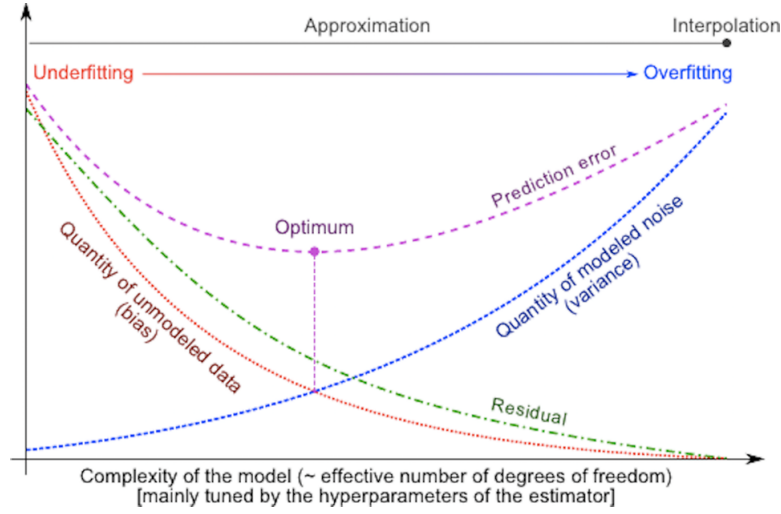 Approximation
Interpolation
Underfitting
Overfitting
Prediction error
Optimum
Quantity of unmodeled data
(bias)
Quantity of modeled noise
(variance)
Residual
Complexity of the model (~ effective number of degrees of freedom)
[mainly tuned by the hyperparameters of the estimator]